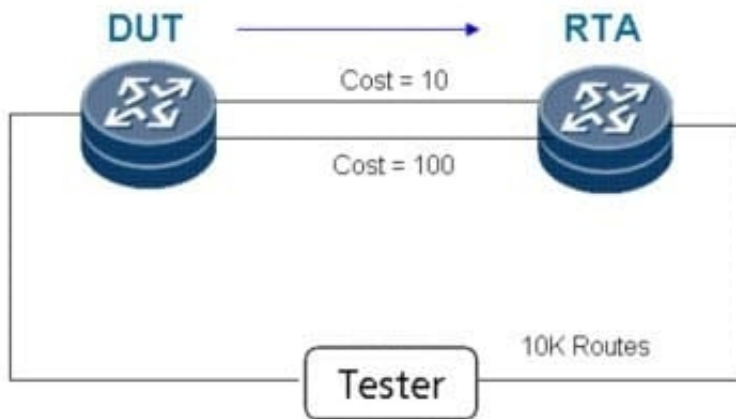 DUT
RTA
Cost = 10
Cost = 100
10K Routes
Tester